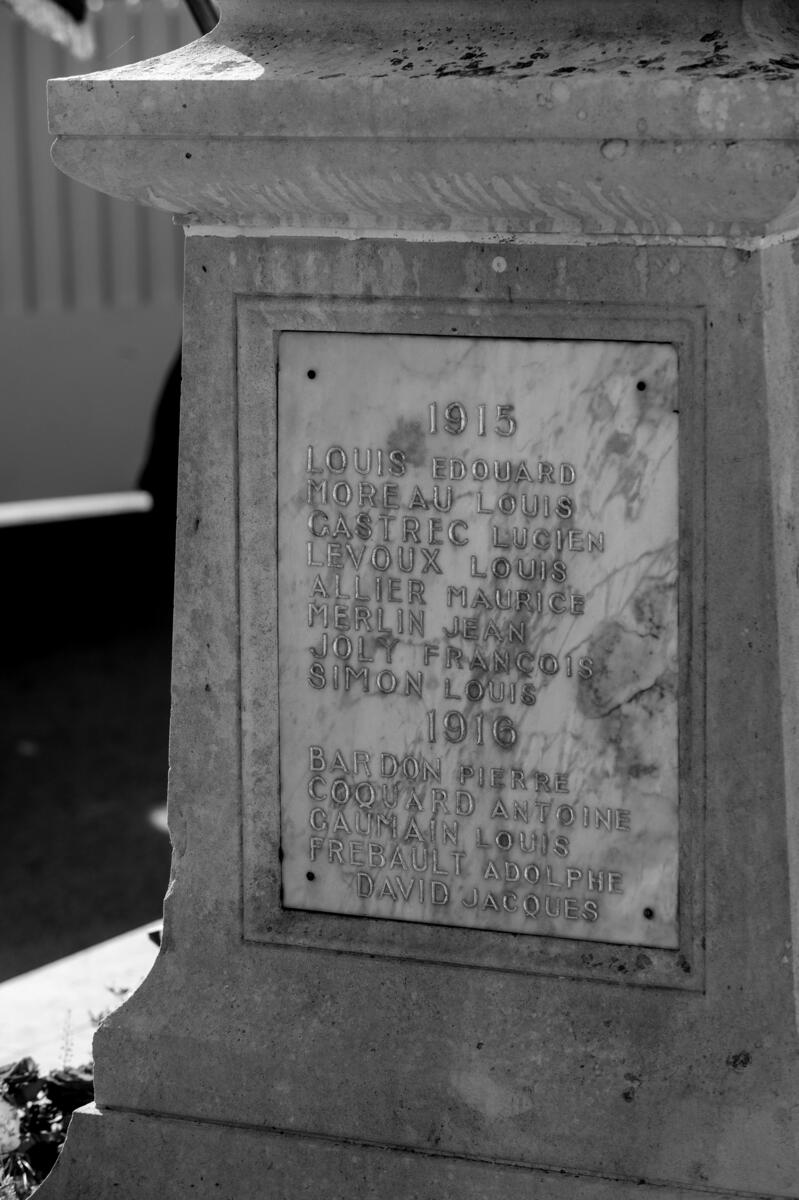 1915
LOUIS EDOUARD
MOREAU LOUIS
GASTREC LUCIEN
LEVOUX LOUIS
ALLIER MAURICE
MERLIN JEAN
JOLY FRANÇOIS
SIMON LOUIS
1916
BARDON PIERRE
COQUARD ANTOINE
GAUMAIN LOUIS
FREBAULT ADOLPHE
DAVID JACQUES